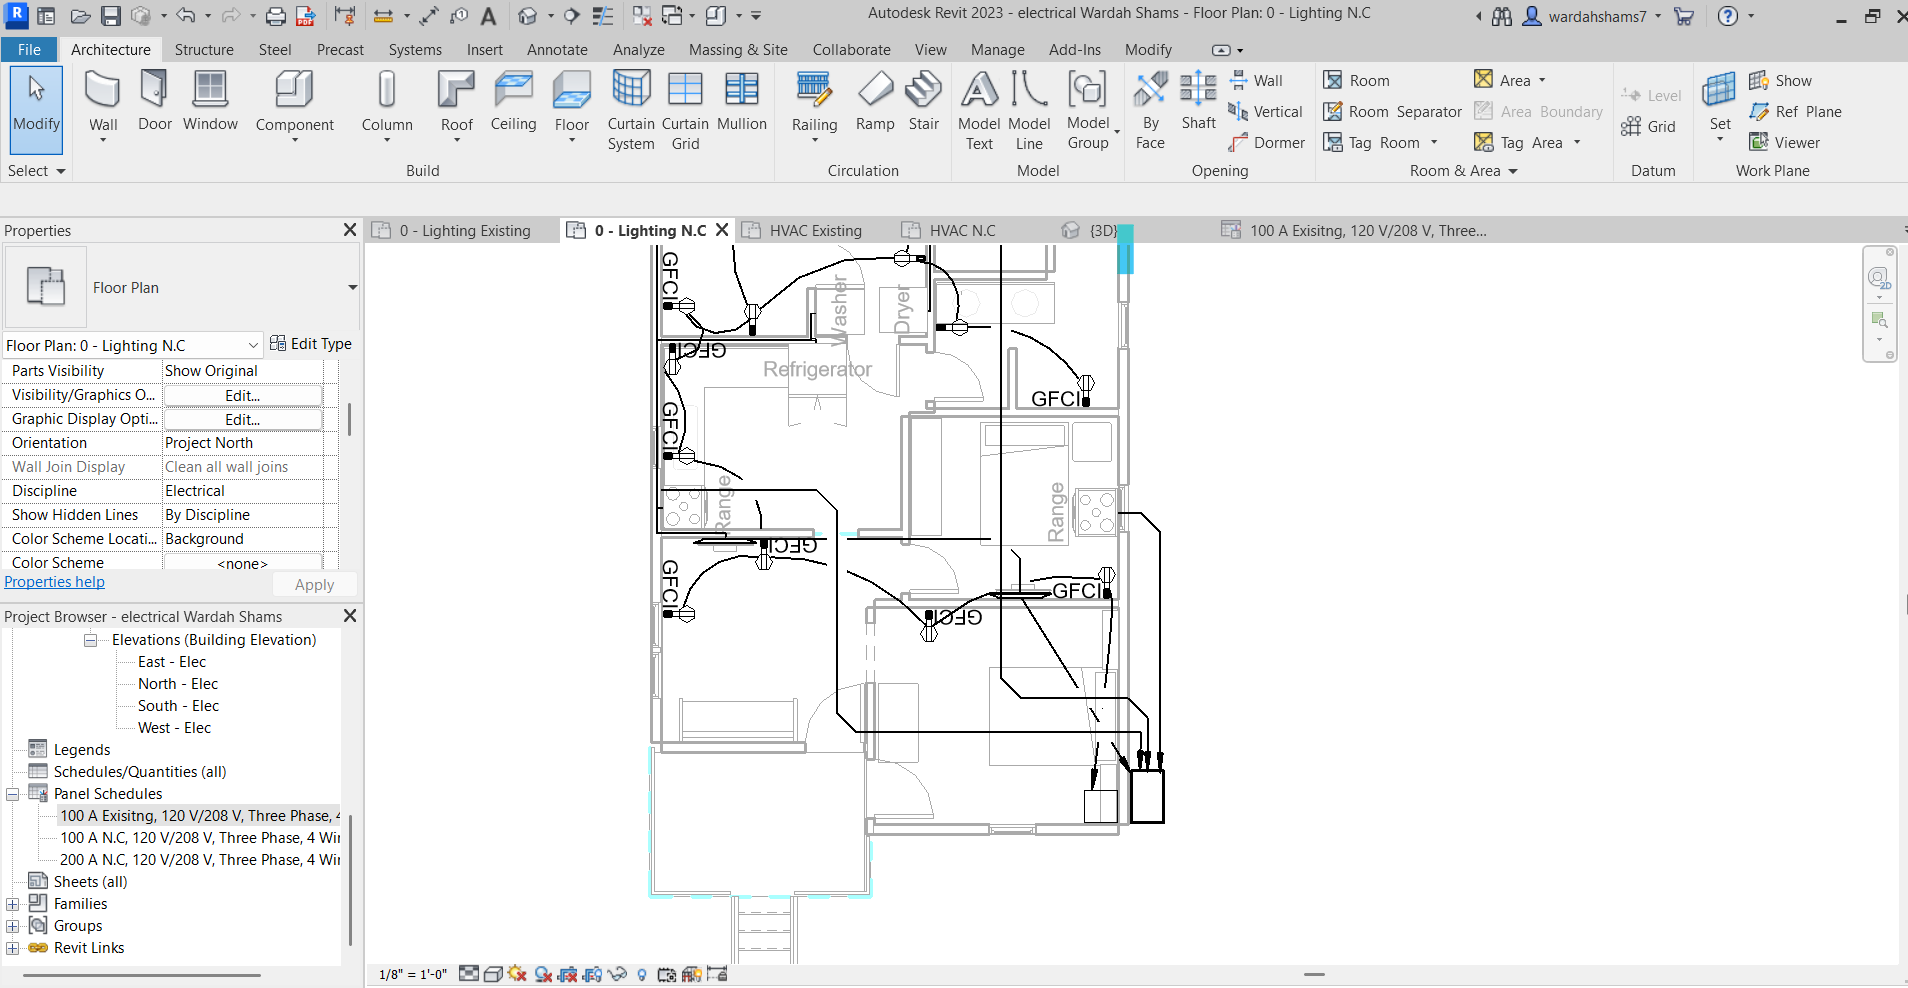 Autodesk Revit 2023 - electrical Wardah Shams - Floor Plan: 0 - Lighting N.C
wardahshams7
File
Architecture
Structure
Steel
Precast
Systems
Insert
Annotate
Analyze
Massing & Site
Collaborate
View
Manage
Add-Ins
Modify
Modify
Wall
Door
Window
Component
Column
Roof
Ceiling
Floor
Curtain System
Curtain Grid
Mullion
Railing
Ramp
Stair
Model Text
Model Line
Model Group
By Face
Shaft
Wall
Vertical
Dormer
Room
Room Separator
Tag Room
Area
Area Boundary
Tag Area
Level
Grid
Set
Show
Ref Plane
Viewer
Select
Build
Circulation
Model
Opening
Room & Area
Datum
Work Plane
Properties
Floor Plan
Floor Plan: 0 - Lighting N.C
Edit Type
Parts Visibility Show Original
Visibility/Graphics O... Edit...
Graphic Display Opti... Edit...
Orientation Project North
Wall Join Display Clean all wall joins
Discipline Electrical
Show Hidden Lines By Discipline
Color Scheme Locati... Background
Color Scheme <none>
Properties help
Apply
Project Browser - electrical Wardah Shams
Elevations (Building Elevation)
East - Elec
North - Elec
South - Elec
West - Elec
Legends
Schedules/Quantities (all)
Panel Schedules
100 A Exisitng, 120 V/208 V, Three Phase, 4
100 A N.C, 120 V/208 V, Three Phase, 4 Wir
200 A N.C, 120 V/208 V, Three Phase, 4 Wir
Sheets (all)
Families
Groups
Revit Links
0 - Lighting Existing
0 - Lighting N.C
HVAC Existing
HVAC N.C
{3D}
100 A Exisitng, 120 V/208 V, Three...
2D
GFCI
Washer
Dryer
GFCI
Refrigerator
GFCI
GFCI
Range
Range
GFCI
GFCI
GFCI
GFCI
1/8" = 1'-0"